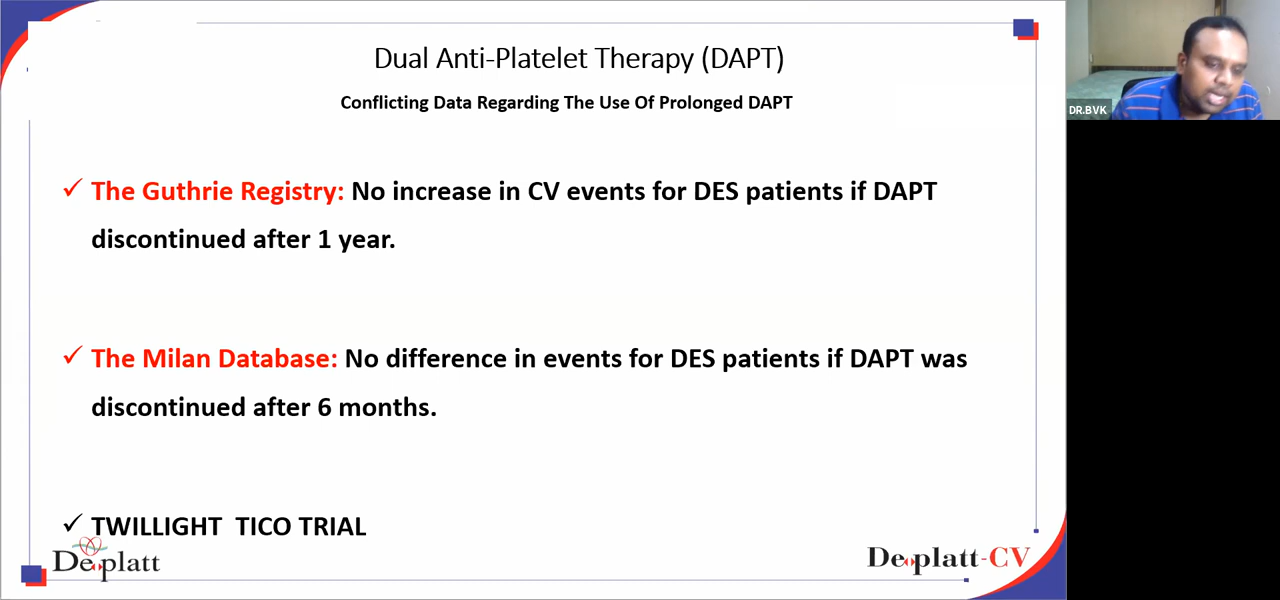 Dual Anti-Platelet Therapy (DAPT)
Conflicting Data Regarding The Use Of Prolonged DAPT
DR.BVK
✓ The Guthrie Registry: No increase in CV events for DES patients if DAPT
discontinued after 1 year.
✓ The Milan Database: No difference in events for DES patients if DAPT was
discontinued after 6 months.
✓ TWILLIGHT TICO TRIAL
Deplatt
Deplatt-CV